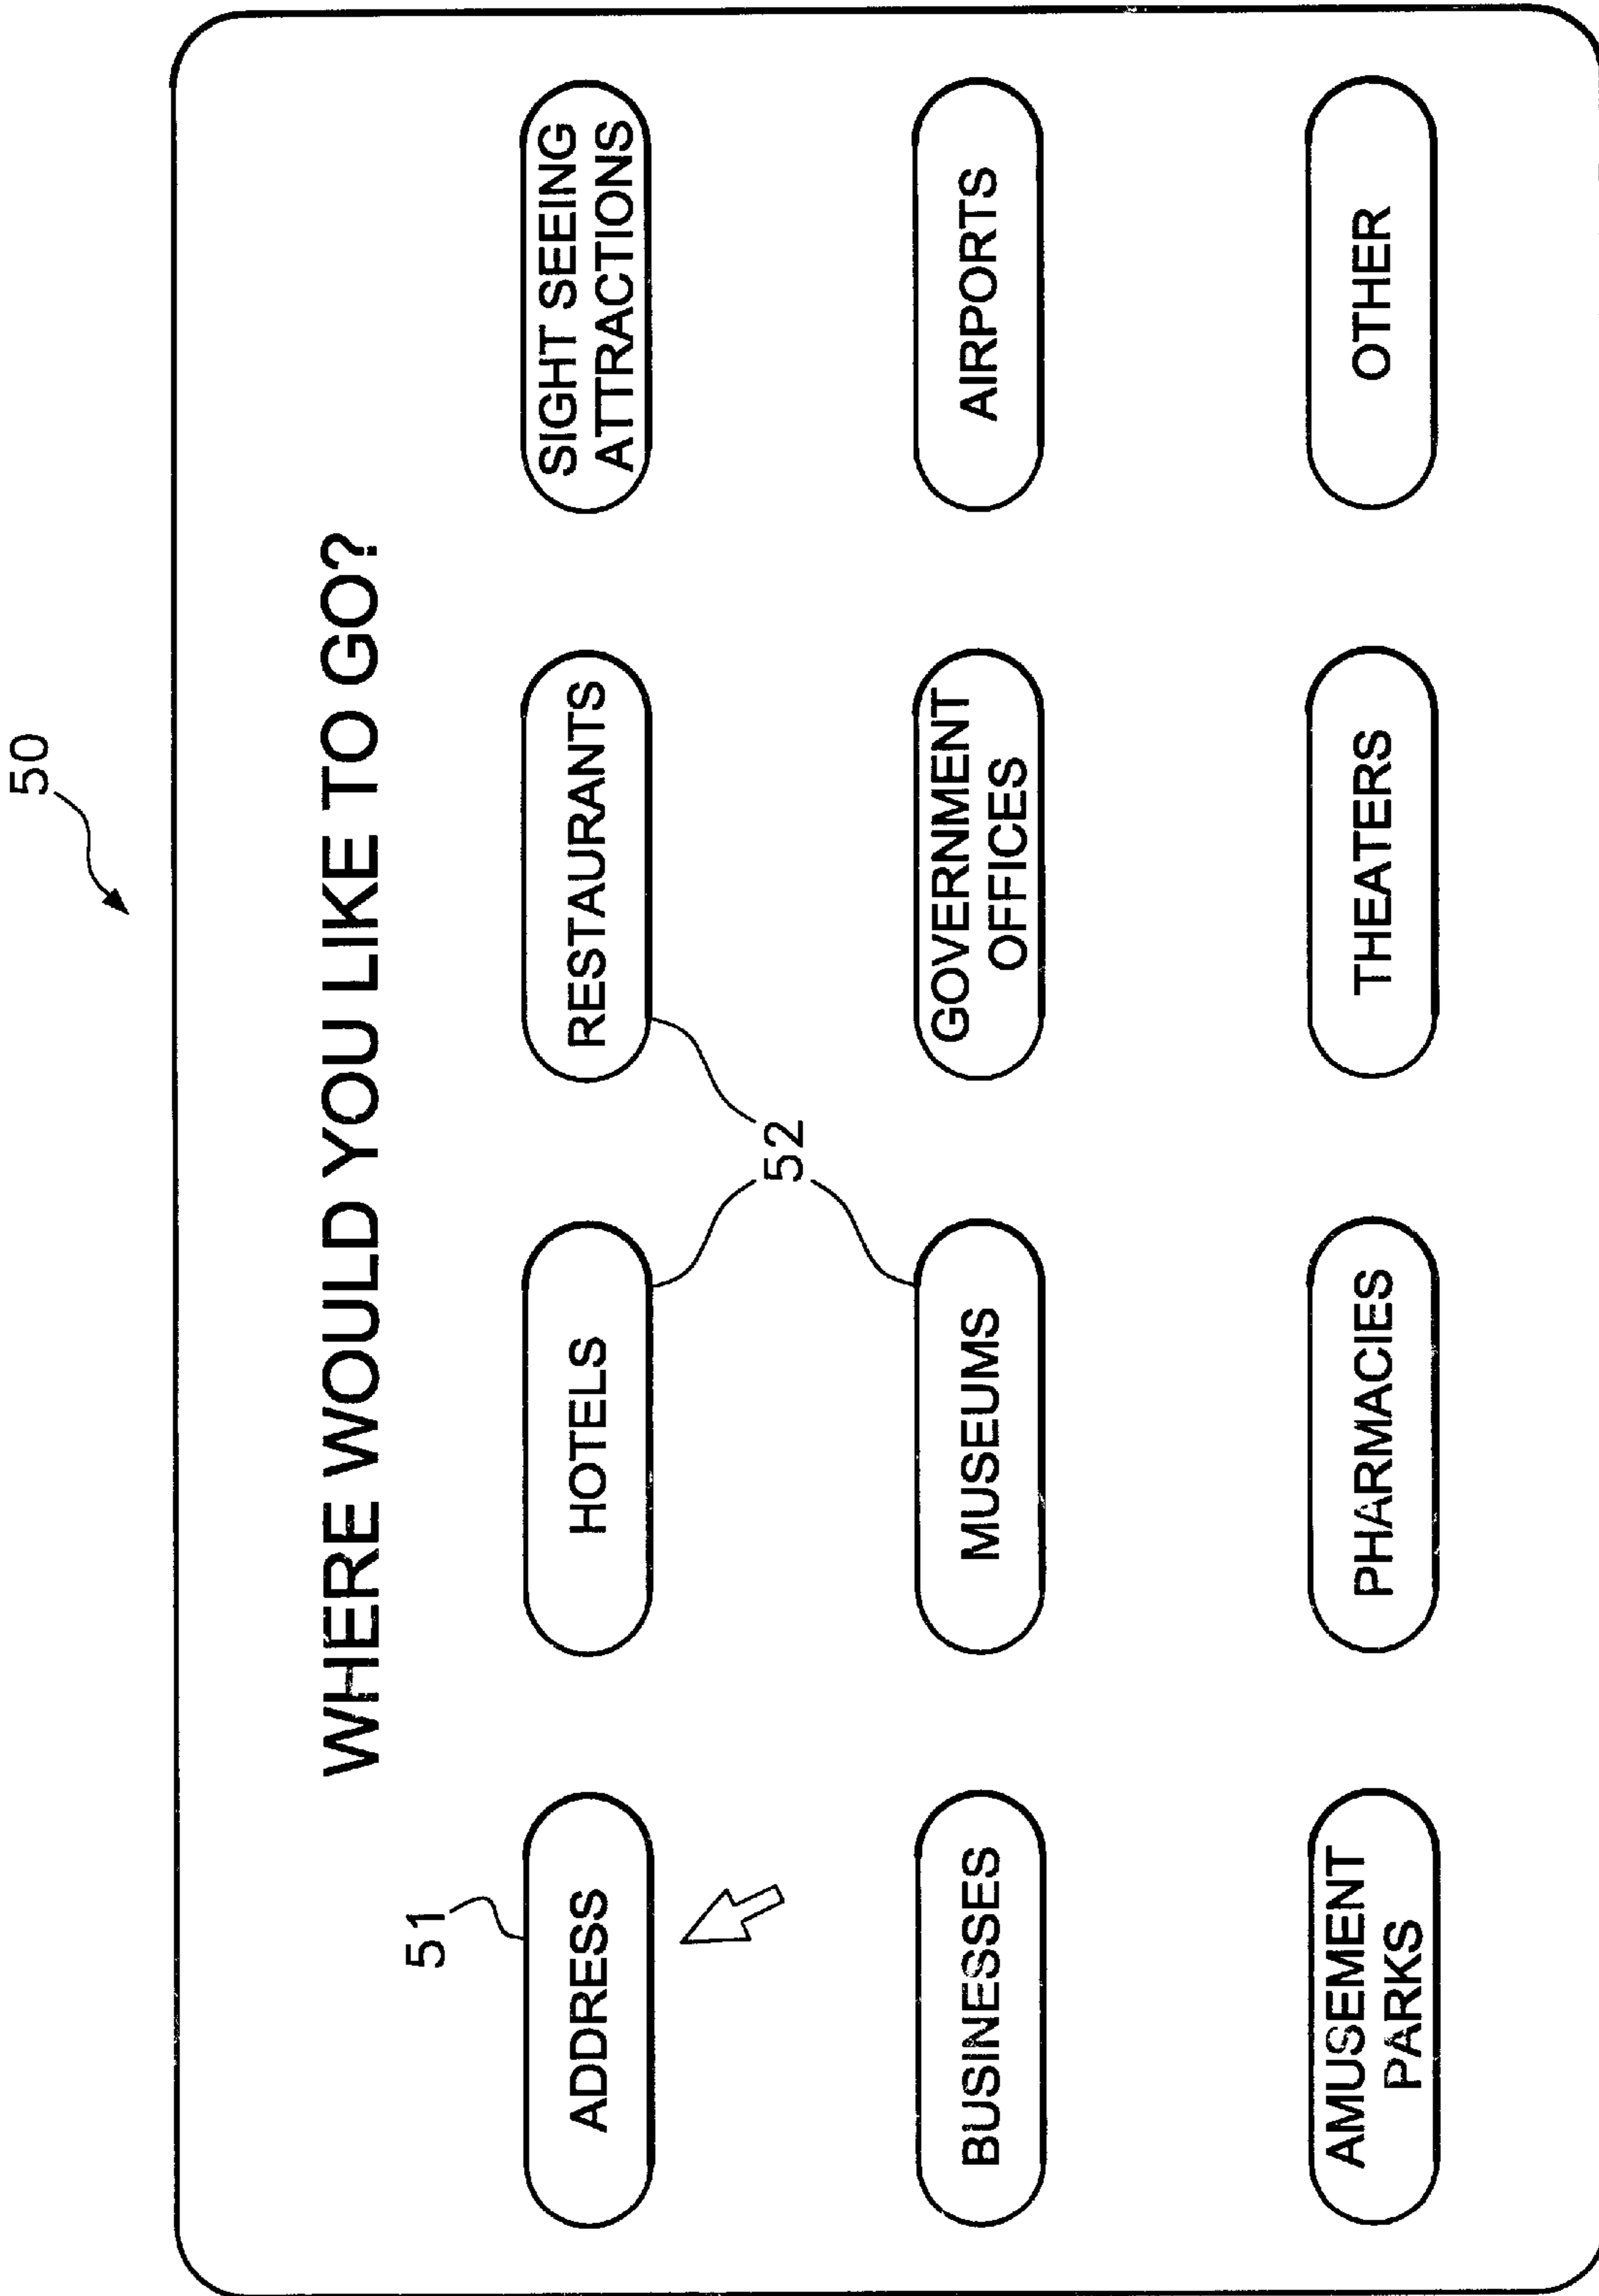 50
WHERE WOULD YOU LIKE TO GO?
51
ADDRESS
HOTELS
RESTAURANTS
SIGHT SEEING
ATTRACTIONS
52
BUSINESSES
MUSEUMS
GOVERNMENT
OFFICES
AIRPORTS
AMUSEMENT
PARKS
PHARMACIES
THEATERS
OTHER